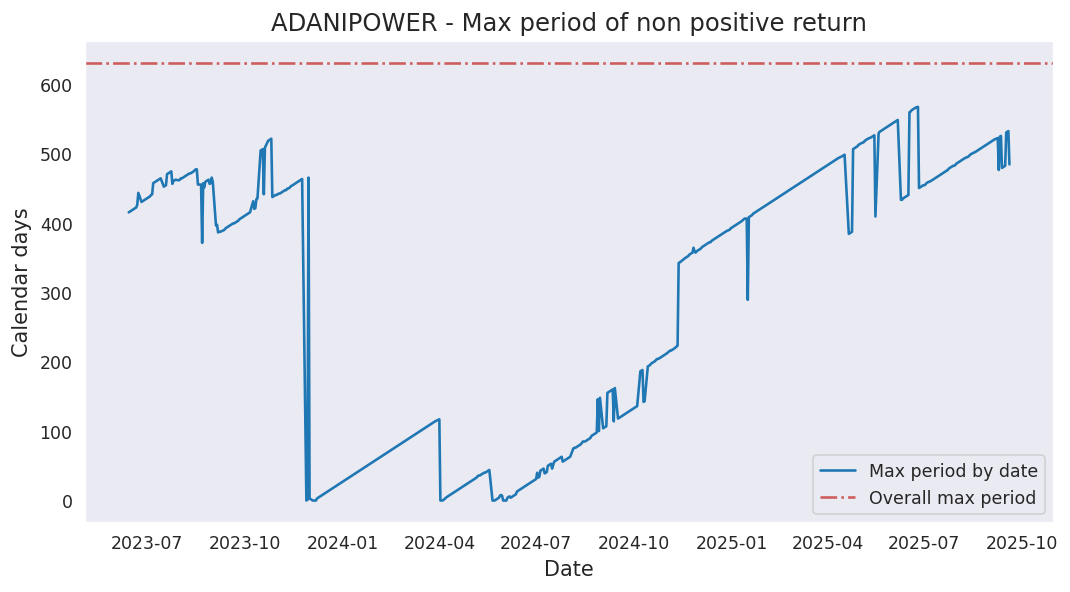 ADANIPOWER - Max period of non positive return
Calendar days
600
500
400
300
200
100
0
2023-07 2023-10 2024-01 2024-04 2024-07 2024-10 2025-01 2025-04 2025-07 2025-10
Date
Max period by date
Overall max period